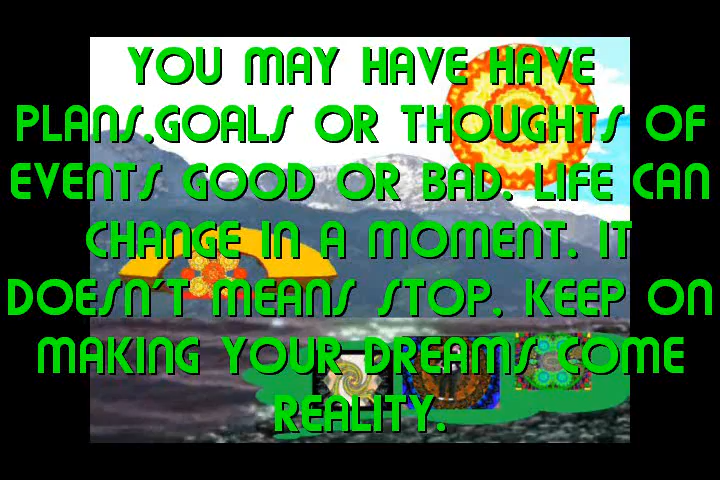 YOU MAY HAVE HAVE
PLANS.GOALS OR THOUGHTS OF
EVENTS GOOD OR BAD. LIFE CAN
CHANGE IN A MOMENT. IT
DOESN'T MEANS STOP. KEEP ON
MAKING YOUR DREAMS COME
REALITY.